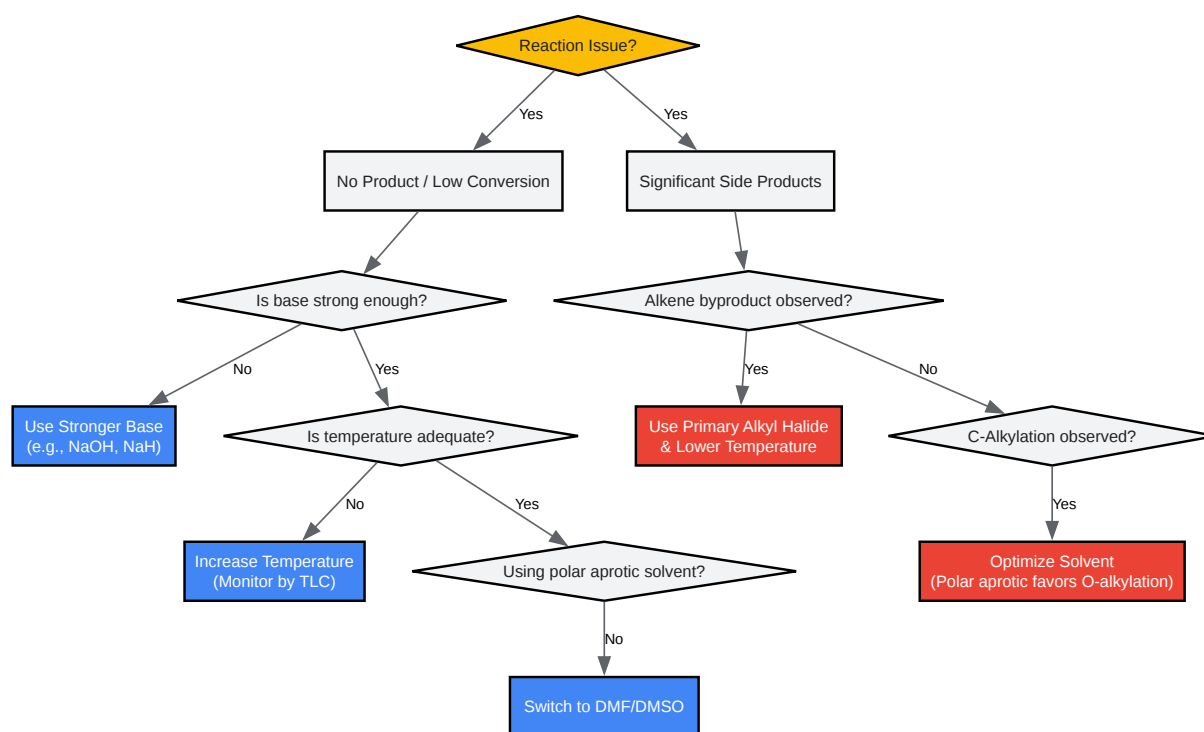 Reaction Issue?
Yes
Yes
No Product / Low Conversion
Significant Side Products
Is base strong enough?
Alkene byproduct observed?
No
Yes
Yes
No
Use Stronger Base
(e.g., NaOH, NaH)
Is temperature adequate?
Use Primary Alkyl Halide
& Lower Temperature
C-Alkylation observed?
No
Yes
Yes
Increase Temperature
(Monitor by TLC)
Using polar aprotic solvent?
Optimize Solvent
(Polar aprotic favors O-alkylation)
No
Switch to DMF/DMSO